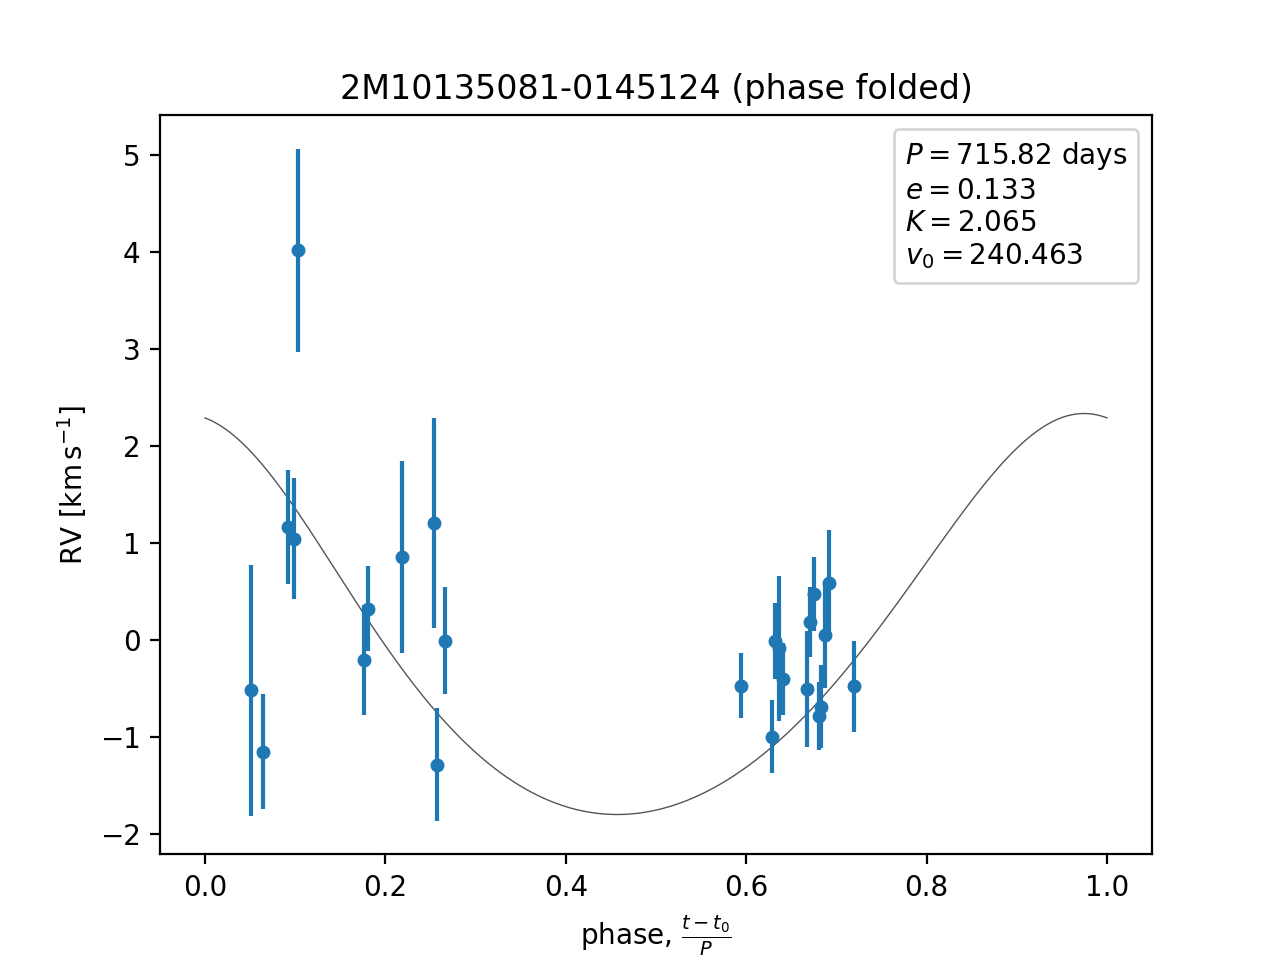 2M10135081-0145124 (phase folded)
P = 715.82 days
e = 0.133
K = 2.065
v₀ = 240.463
5
4
3
2
1
0
−1
−2
RV [km s⁻¹]
0.0 0.2 0.4 0.6 0.8 1.0
phase, (t − t₀)/P